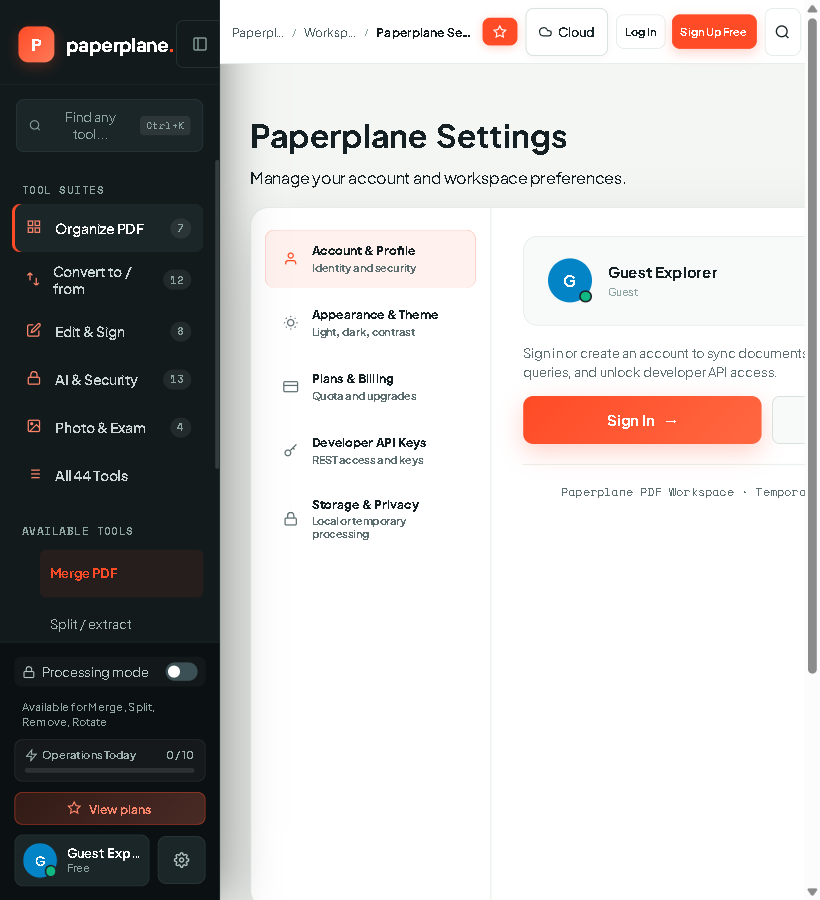 P paperplane.
Find any
tool...
Ctrl+K
TOOL SUITES
Organize PDF 7
Convert to /
from
12
Edit & Sign 8
AI & Security 13
Photo & Exam 4
All 44 Tools
AVAILABLE TOOLS
Merge PDF
Split / extract
Processing mode
Available for Merge, Split,
Remove, Rotate
Operations Today 0/10
View plans
G
Guest Exp...
Free
Paperpl... / Worksp... / Paperplane Se...
Cloud
Log In
Sign Up Free
Paperplane Settings
Manage your account and workspace preferences.
Account & Profile
Identity and security
Appearance & Theme
Light, dark, contrast
Plans & Billing
Quota and upgrades
Developer API Keys
REST access and keys
Storage & Privacy
Local or temporary
processing
G
Guest Explorer
Guest
Sign in or create an account to sync documents
queries, and unlock developer API access.
Sign In →
Paperplane PDF Workspace · Tempora